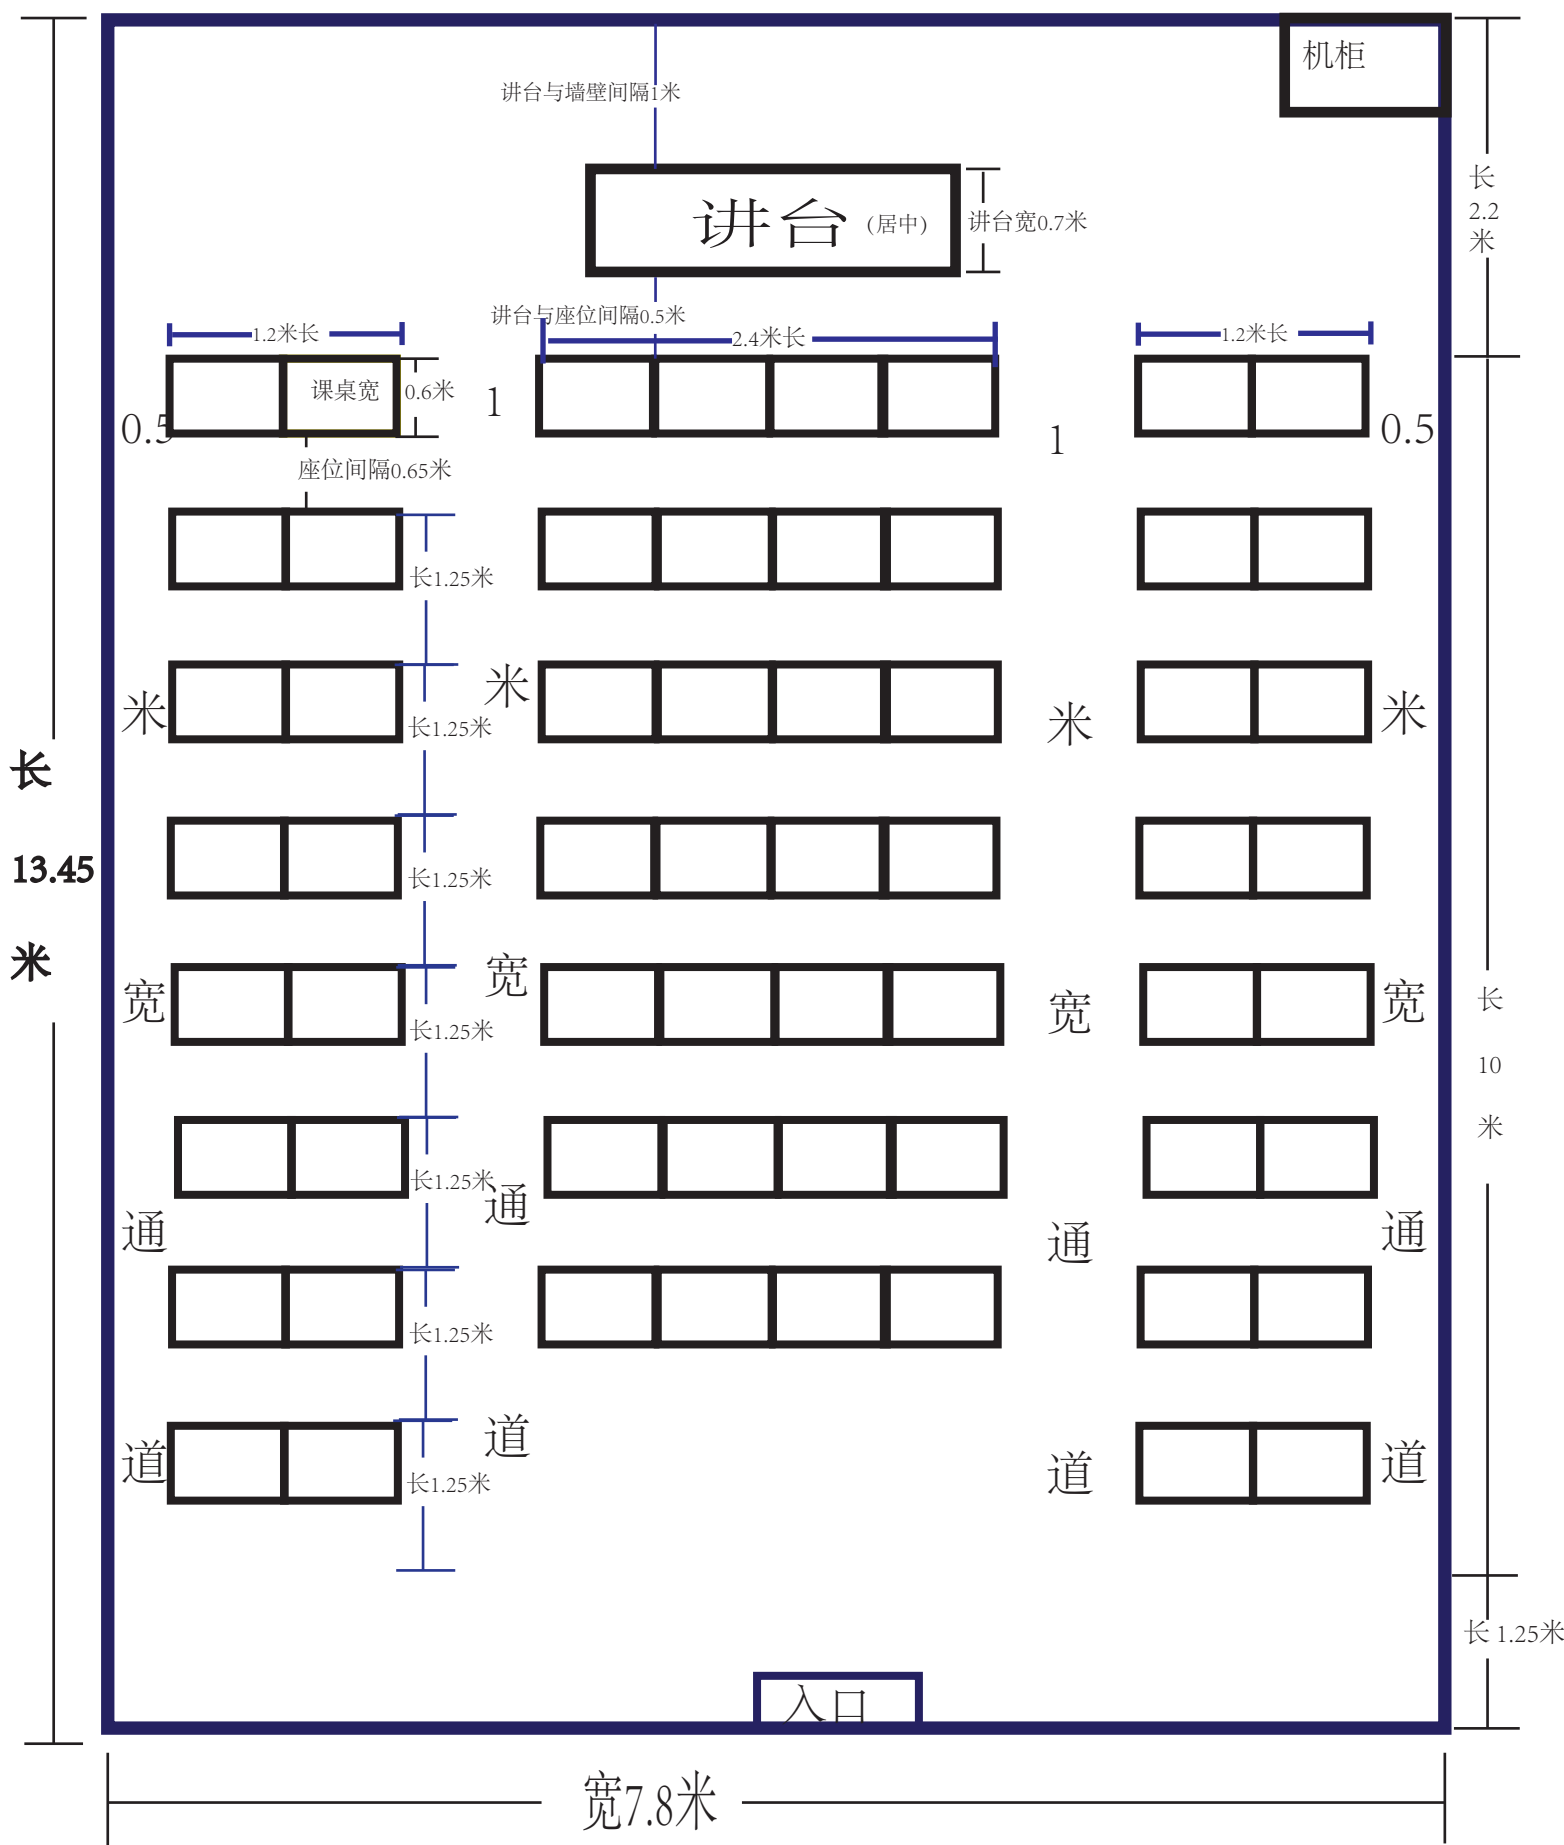 机柜
讲台与墙壁间隔1米
讲台 (居中)
讲台宽0.7米
长
2.2
米
讲台与座位间隔0.5米
1.2米长
2.4米长
1.2米长
课桌宽
0.6米
座位间隔0.65米
0.5
米
宽
通
道
1
米
宽
通
道
1
米
宽
通
道
0.5
米
宽
通
道
长1.25米
长1.25米
长1.25米
长1.25米
长1.25米
长1.25米
长1.25米
长
13.45
米
长
10
米
长 1.25米
入口
宽7.8米